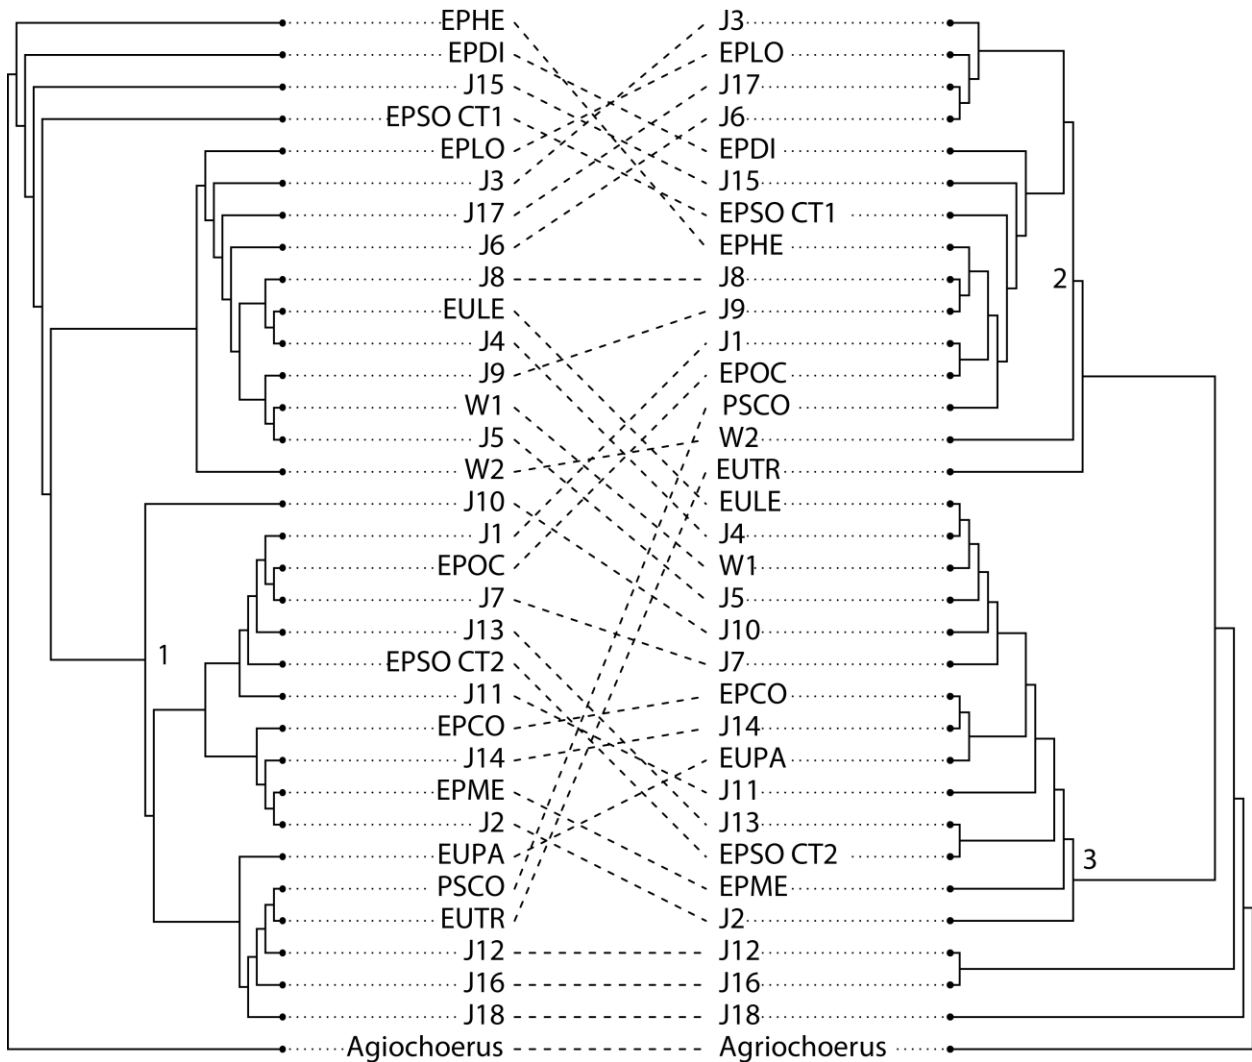 EPHE J3
EPDI EPLO
J15 J17
EPSO CT1 J6
EPLO EPDI
J3 J15
J17 EPSO CT1
J6 EPHE
J8 J8 2
EULE J9
J4 J1
J9 EPOC
W1 PSCO
J5 W2
W2 EUTR
J10 EULE
J1 J4
EPOC W1
J7 J5
J13 J10
1 EPSO CT2 J7
J11 EPCO
EPCO J14
J14 EUPA
EPME J11
J2 J13
EUPA EPSO CT2 3
PSCO EPME
EUTR J2
J12 J12
J16 J16
J18 J18
Agiochoerus Agriochoerus